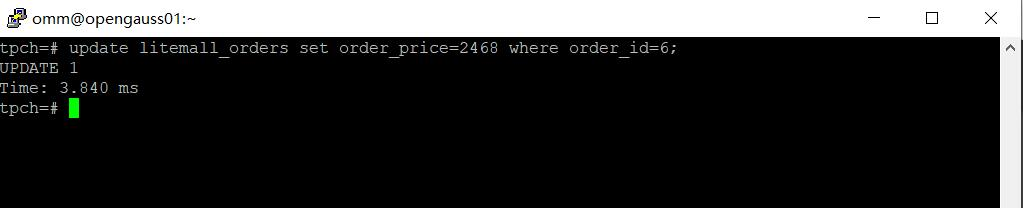 omm@opengauss01:~
tpch=# update litemall_orders set order_price=2468 where order_id=6;
UPDATE 1
Time: 3.840 ms
tpch=#